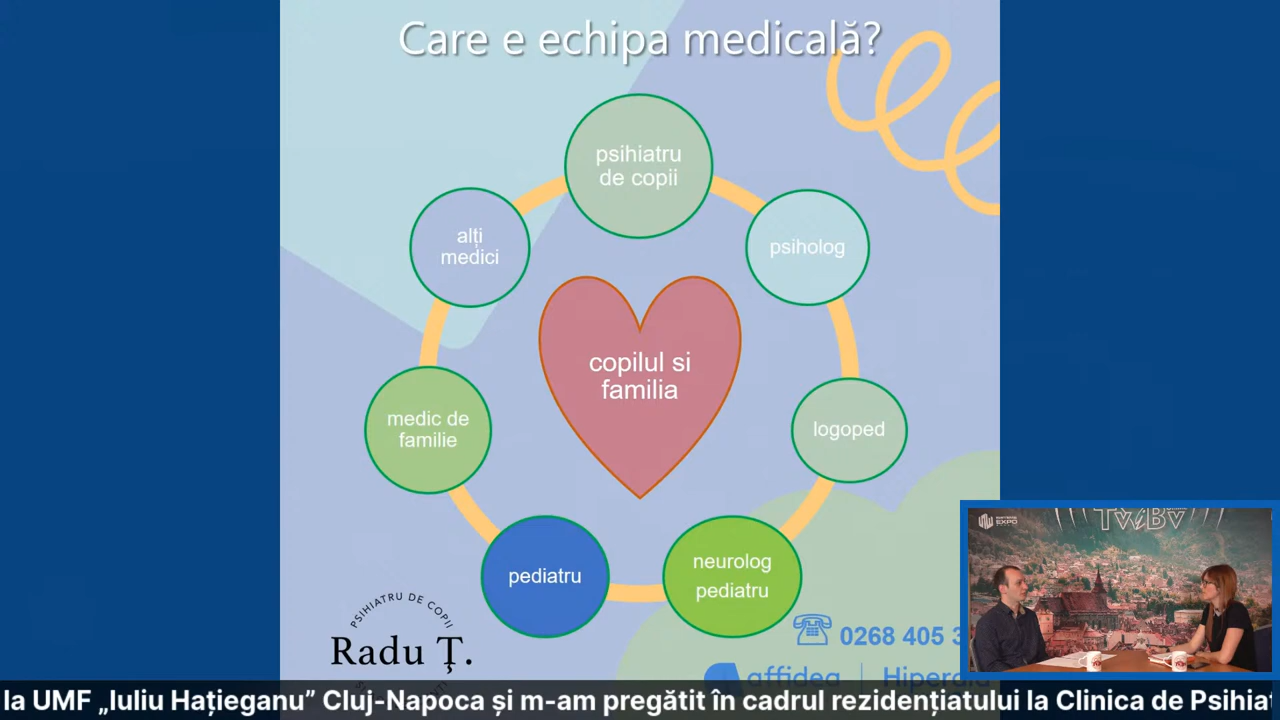 Care e echipa medicală?
psihiatru
de copii
alți
medici
psiholog
copilul si
familia
medic de
familie
logoped
pediatru
neurolog
pediatru
PSIHIATRU DE COPII
Radu Ț.
0268 405 3
affidea | Hiperdia
TVBV
EXPO
la UMF „Iuliu Hațieganu” Cluj-Napoca și m-am pregătit în cadrul rezidențiatului la Clinica de Psihiat